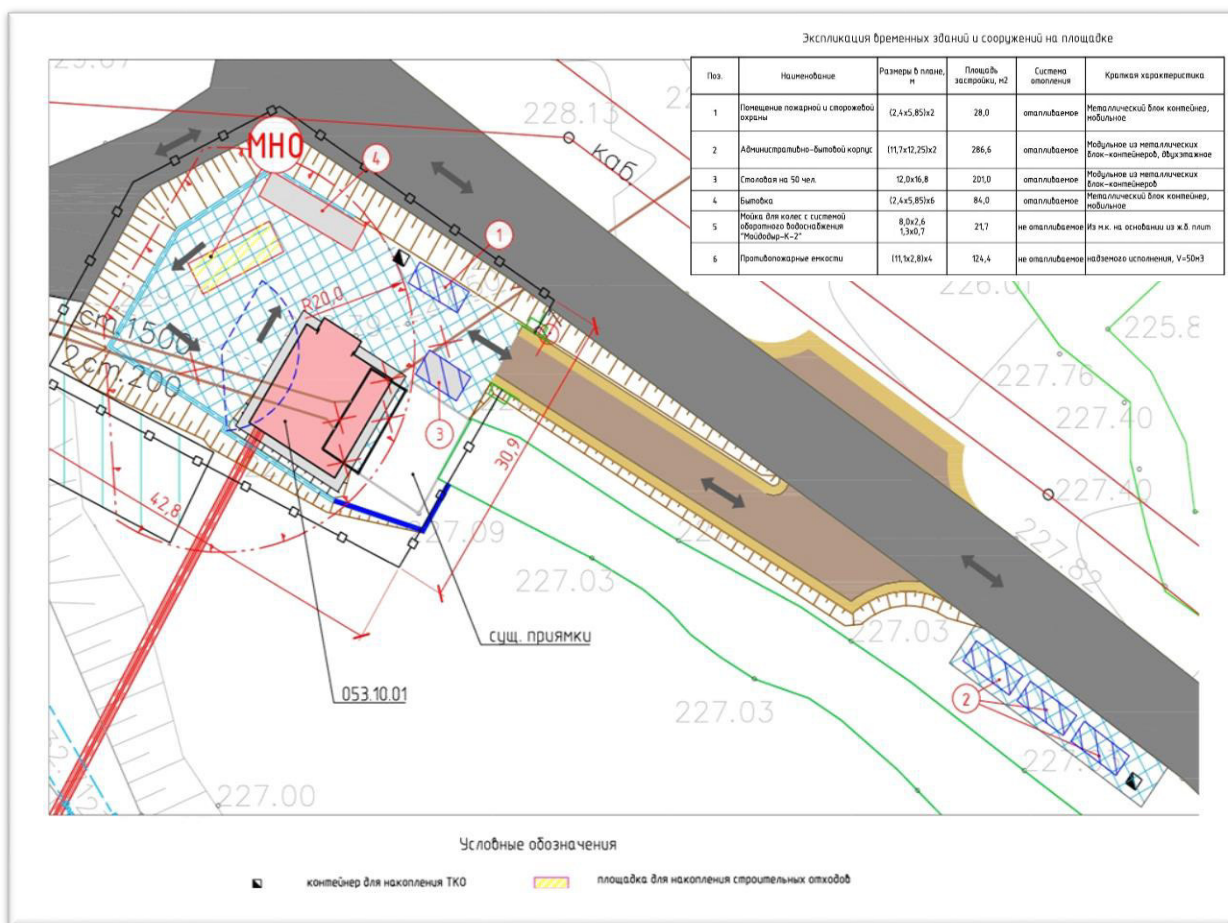 Экспликация временных зданий и сооружений на площадке
Поз.
Наименование
Размеры в плане, м
Площадь застройки, м2
Система отопления
Краткая характеристика
1
Помещение пожарной и сторожевой охраны
(2,4х5,85)х2
28,0
отапливаемое
Металлический блок контейнер, мобильное
2
Административно-бытовой корпус
(11,7х12,25)х2
286,6
отапливаемое
Модульное из металлических блок-контейнеров, двухэтажное
3
Столовая на 50 чел.
12,0х16,8
201,0
отапливаемое
Модульное из металлических блок-контейнеров
4
Бытовка
(2,4х5,85)х6
84,0
отапливаемое
Металлический блок контейнер, мобильное
5
Мойка для колес с системой оборотного водоснабжения "Мойдодыр-К-2"
8,0х2,6
1,3х0,7
21,7
не отапливаемое
Из м.к. на основании из ж.б. плит
6
Противопожарные емкости
(11,1х2,8)х4
124,4
не отапливаемое
надземого исполнения, V=50м3
228.13
каб
МНО
4
1
R20,0
ст.1500
2 ст.200
3
30,9
42,8
227.09
227.03
сущ. приямки
053.10.01
227.03
227.03
227.00
225.8
227.76
227.40
227.40
227.82
2
Условные обозначения
контейнер для накопления ТКО
площадка для накопления строительных отходов